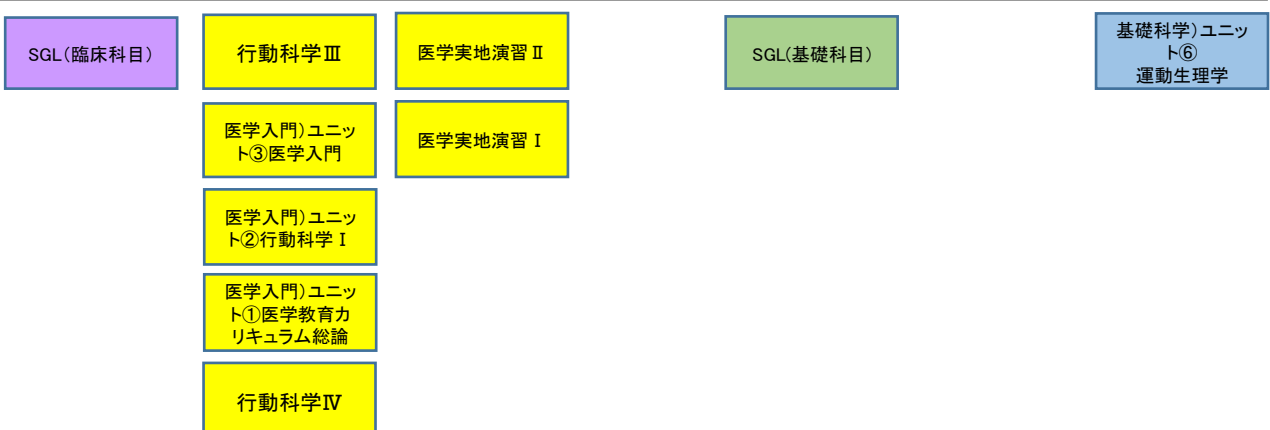 SGL(臨床科目)
行動科学Ⅲ
医学実地演習Ⅱ
SGL(基礎科目)
基礎科学)ユニッ
ト⑥
運動生理学
医学入門)ユニッ
ト③医学入門
医学実地演習Ⅰ
医学入門)ユニッ
ト②行動科学Ⅰ
医学入門)ユニッ
ト①医学教育カ
リキュラム総論
行動科学Ⅳ